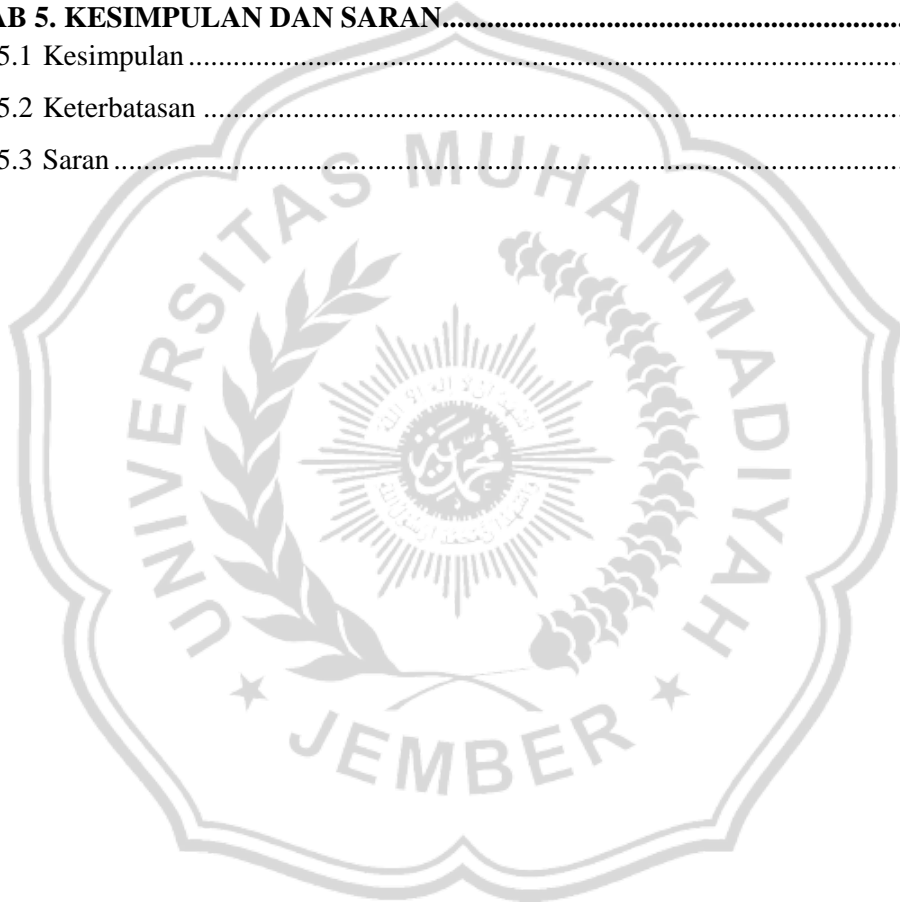 AB 5. KESIMPULAN DAN SARAN................................................................................
5.1 Kesimpulan................................................................................................................
5.2 Keterbatasan..............................................................................................................
5.3 Saran..........................................................................................................................
UNIVERSITAS MUHAMMADIYAH
JEMBER